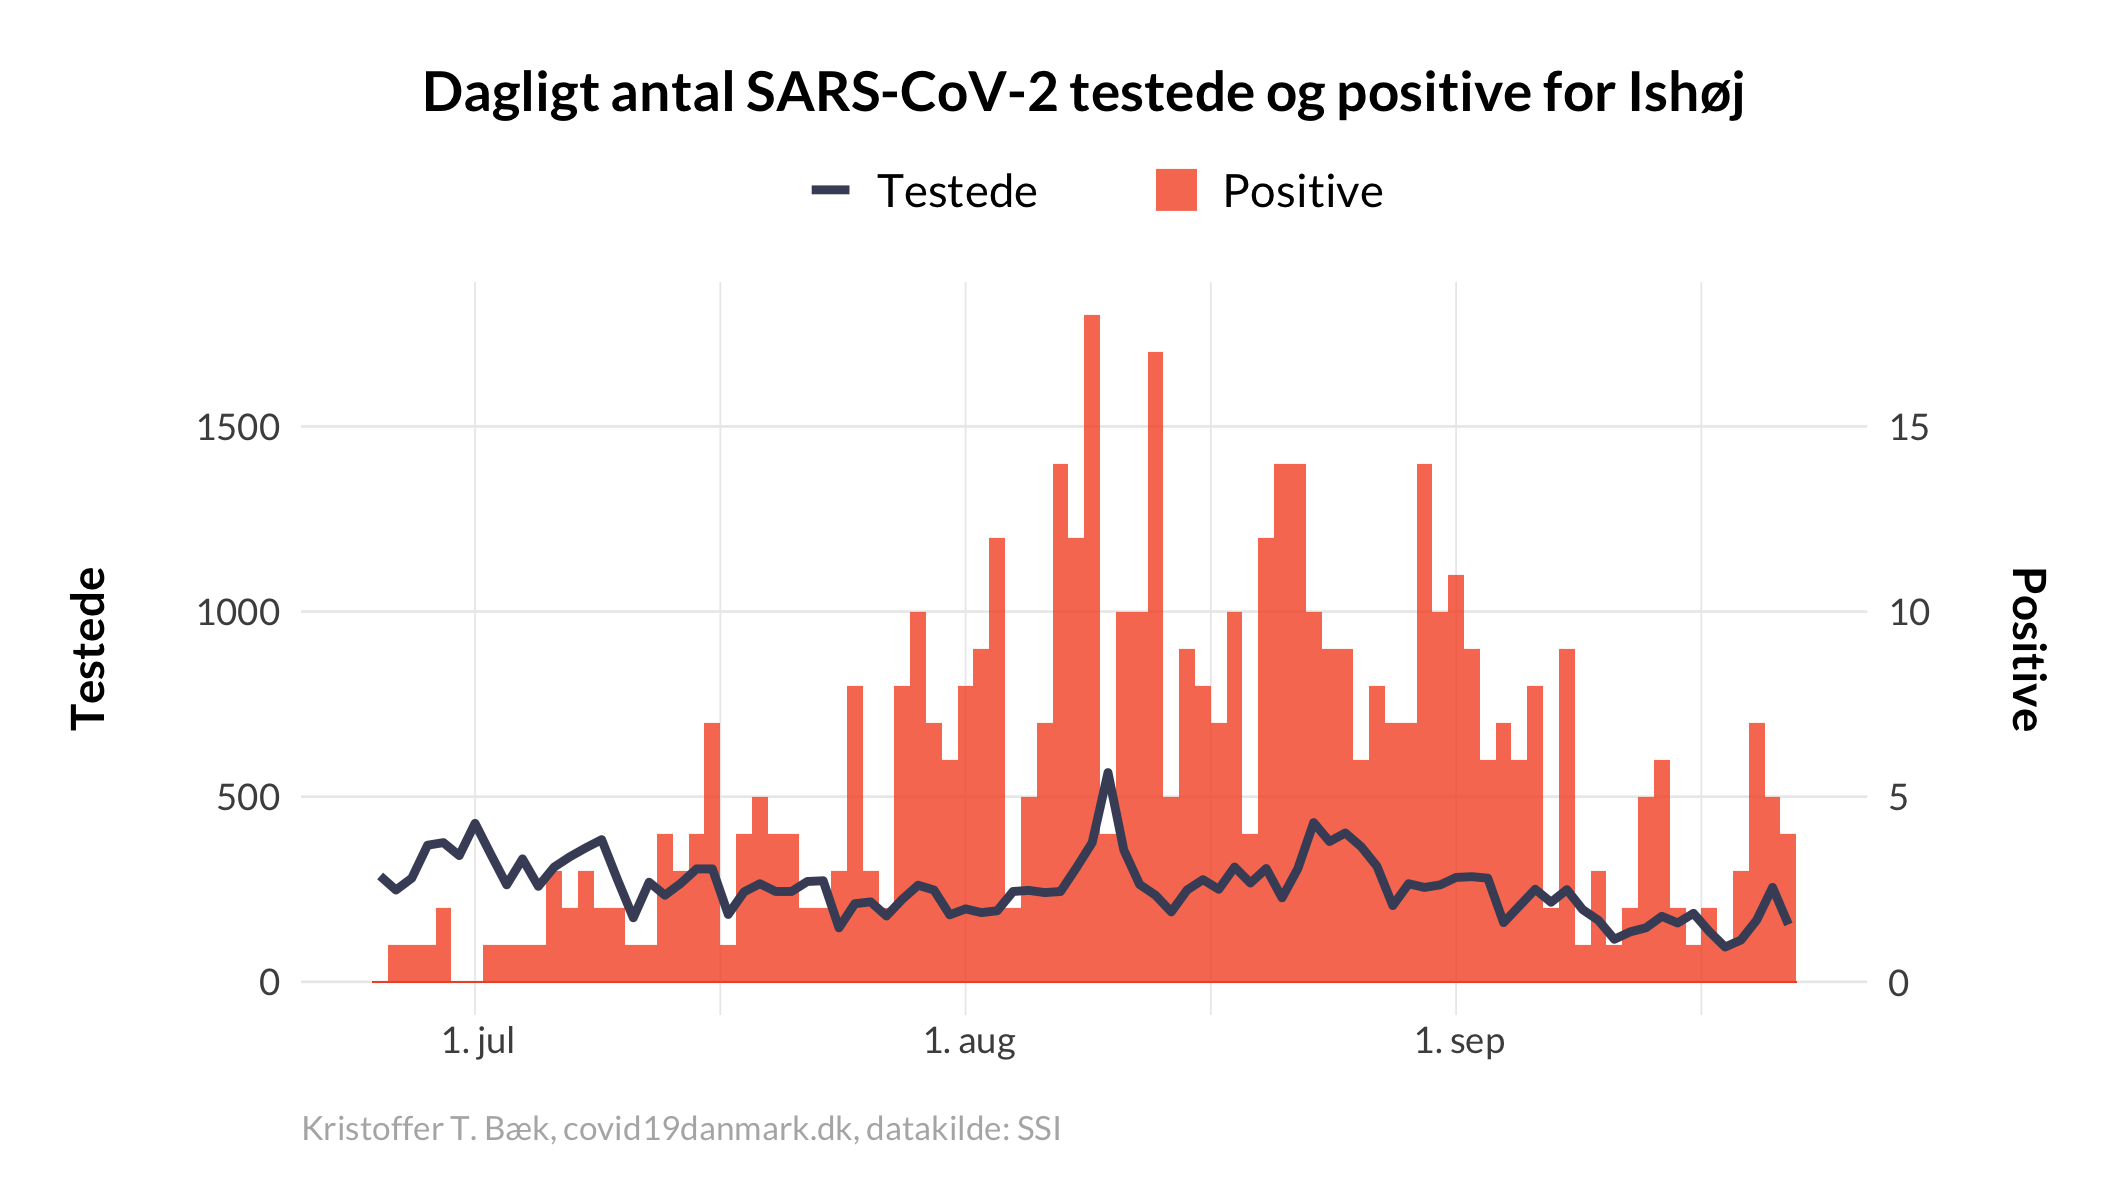 Dagligt antal SARS-CoV-2 testede og positive for Ishøj
Testede
Positive
1500
1000
500
0
15
10
5
0
Testede
Positive
1. jul
1. aug
1. sep
Kristoffer T. Bæk, covid19danmark.dk, datakilde: SSI